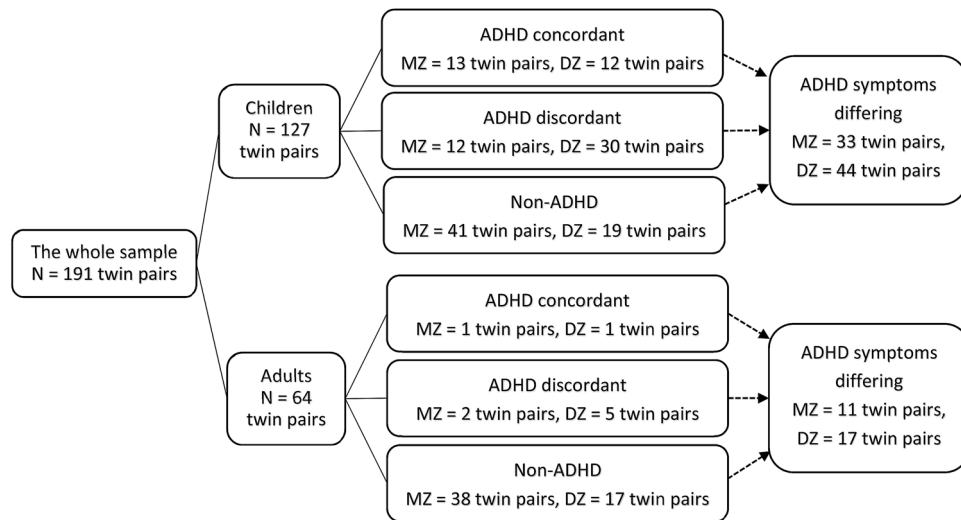 The whole sample
N = 191 twin pairs
Children
N = 127
twin pairs
ADHD concordant
MZ = 13 twin pairs, DZ = 12 twin pairs
ADHD discordant
MZ = 12 twin pairs, DZ = 30 twin pairs
Non-ADHD
MZ = 41 twin pairs, DZ = 19 twin pairs
ADHD symptoms
differing
MZ = 33 twin pairs,
DZ = 44 twin pairs
Adults
N = 64
twin pairs
ADHD concordant
MZ = 1 twin pairs, DZ = 1 twin pairs
ADHD discordant
MZ = 2 twin pairs, DZ = 5 twin pairs
Non-ADHD
MZ = 38 twin pairs, DZ = 17 twin pairs
ADHD symptoms
differing
MZ = 11 twin pairs,
DZ = 17 twin pairs